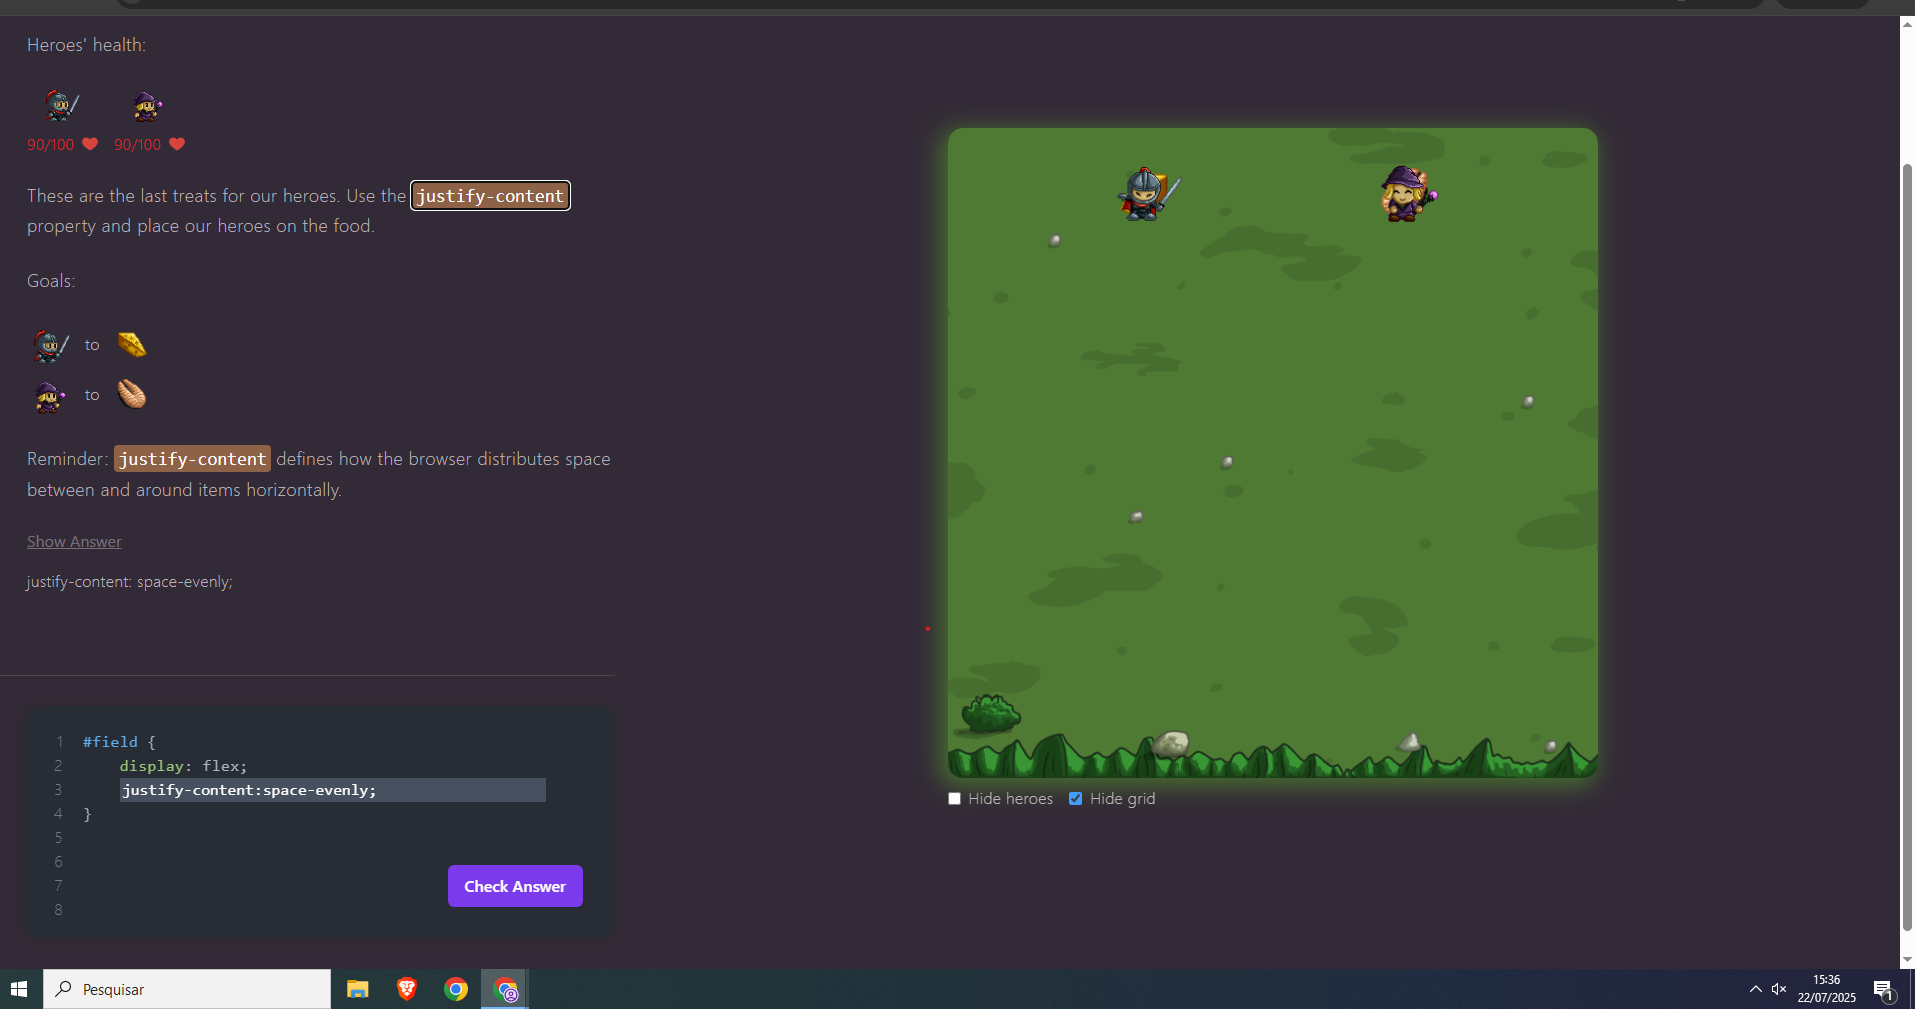 Heroes' health:
90/100 90/100
These are the last treats for our heroes. Use the justify-content
property and place our heroes on the food.
Goals:
to
to
Reminder: justify-content defines how the browser distributes space
between and around items horizontally.
Show Answer
justify-content: space-evenly;
1 #field {
2 display: flex;
3 justify-content:space-evenly;
4 }
5
6
7
8
Check Answer
Hide heroes Hide grid
Pesquisar
15:36
22/07/2025
1